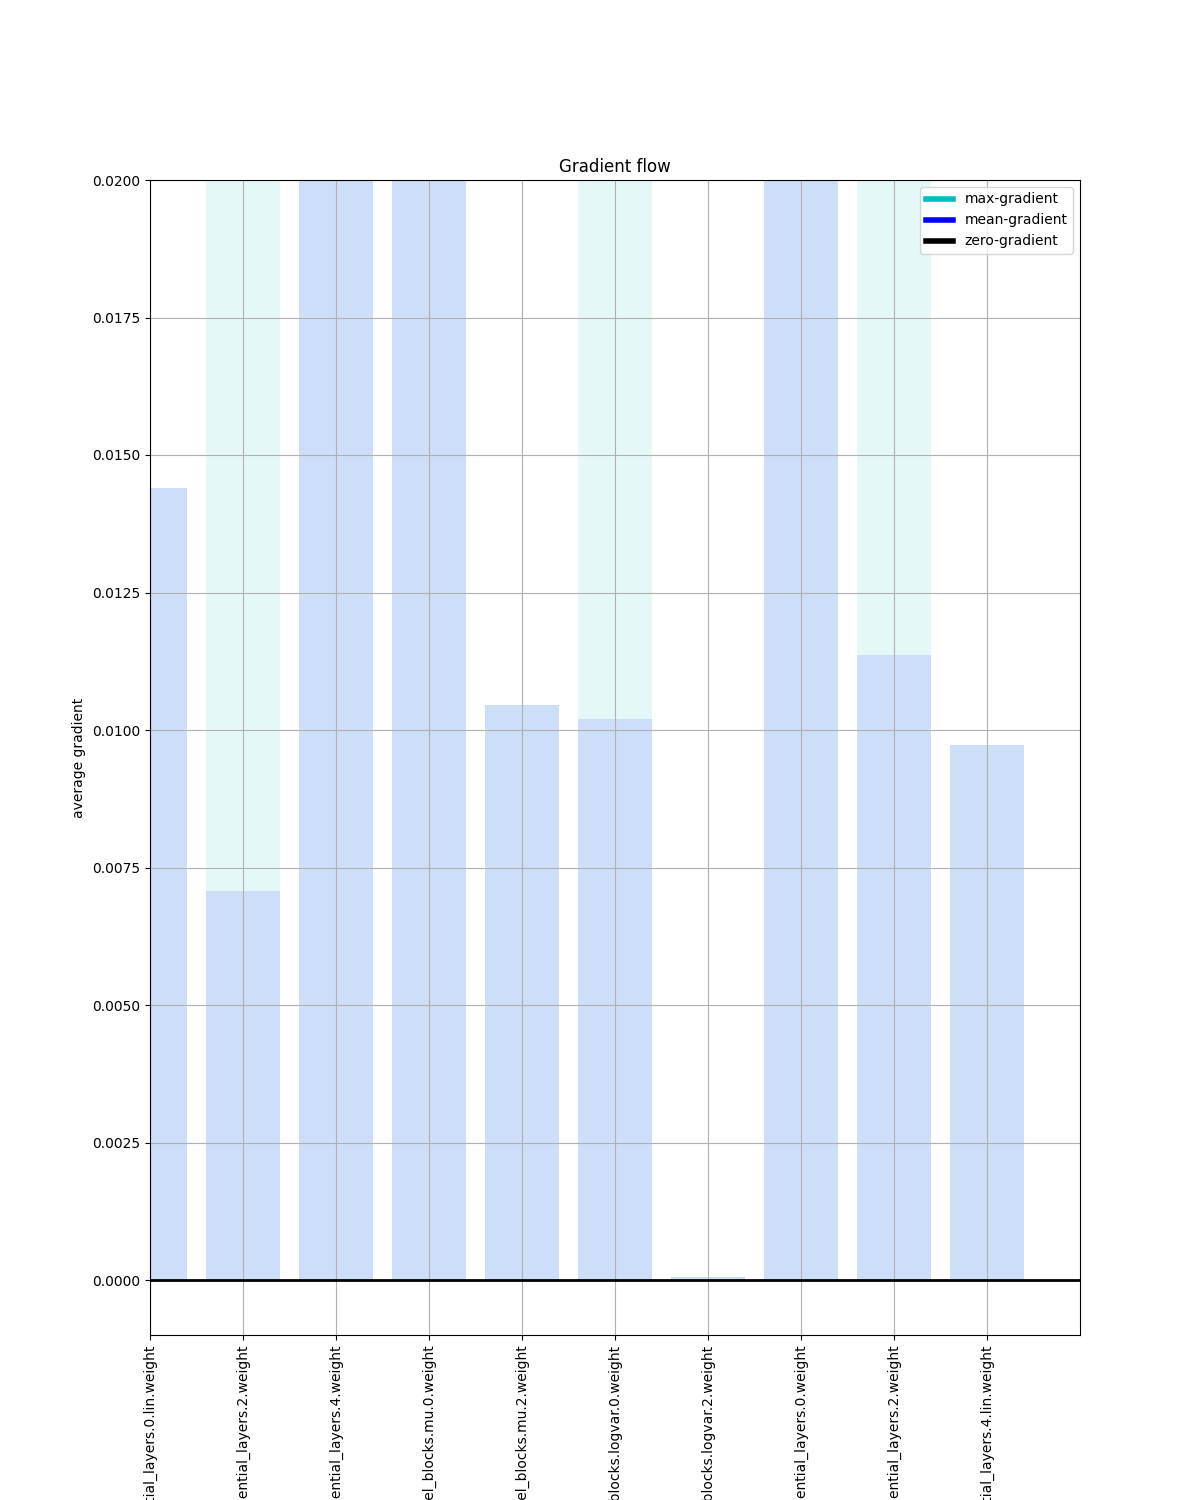 Gradient flow
max-gradient
mean-gradient
zero-gradient
0.0200
0.0175
0.0150
0.0125
0.0100
0.0075
0.0050
0.0025
0.0000
average gradient
tial_layers.0.lin.weight
ential_layers.2.weight
ential_layers.4.weight
el_blocks.mu.0.weight
el_blocks.mu.2.weight
blocks.logvar.0.weight
blocks.logvar.2.weight
ential_layers.0.weight
ential_layers.2.weight
tial_layers.4.lin.weight